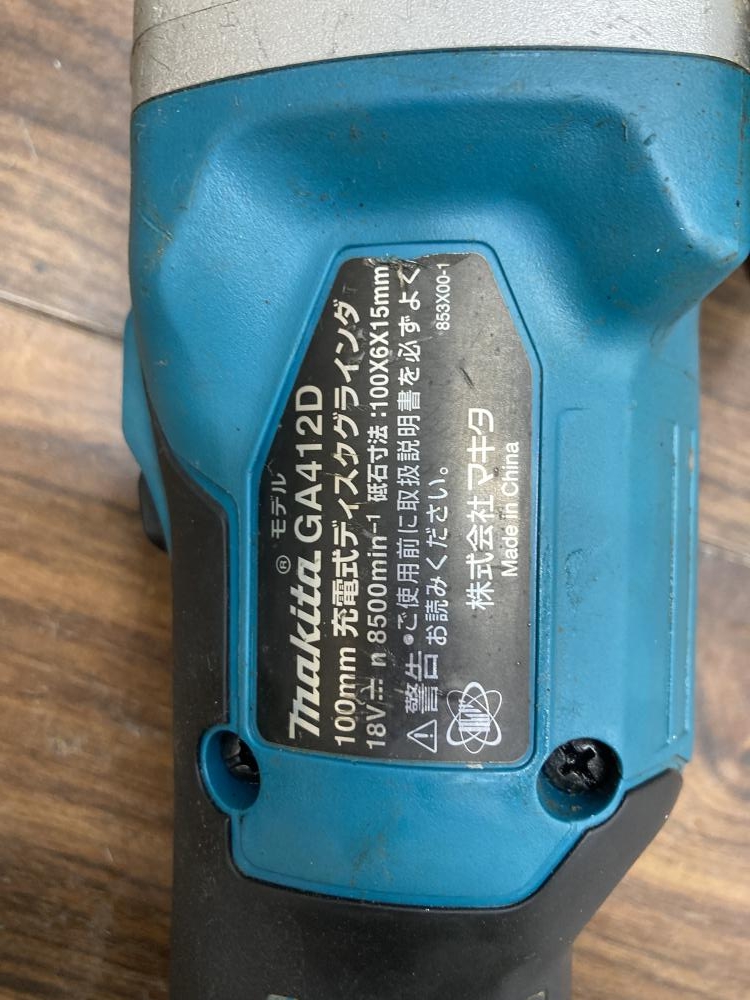 makita® モデル GA412D
100mm 充電式ディスクグラインダ
18V⎓ n 8500min-1 砥石寸法:100X6X15mm
⚠警告 •ご使用前に取扱説明書を必ずよく
お読みください。
853X00-1
株式会社マキタ
Made in China